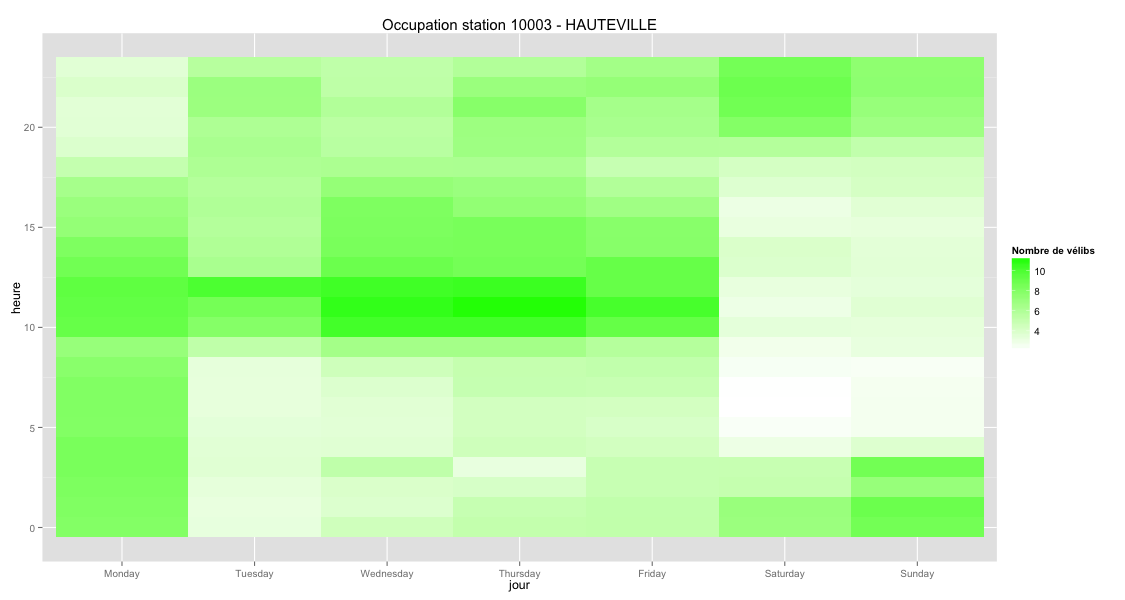 Occupation station 10003 - HAUTEVILLE
heure
20
15
10
5
0
Monday Tuesday Wednesday Thursday Friday Saturday Sunday
jour
Nombre de vélibs
10
8
6
4